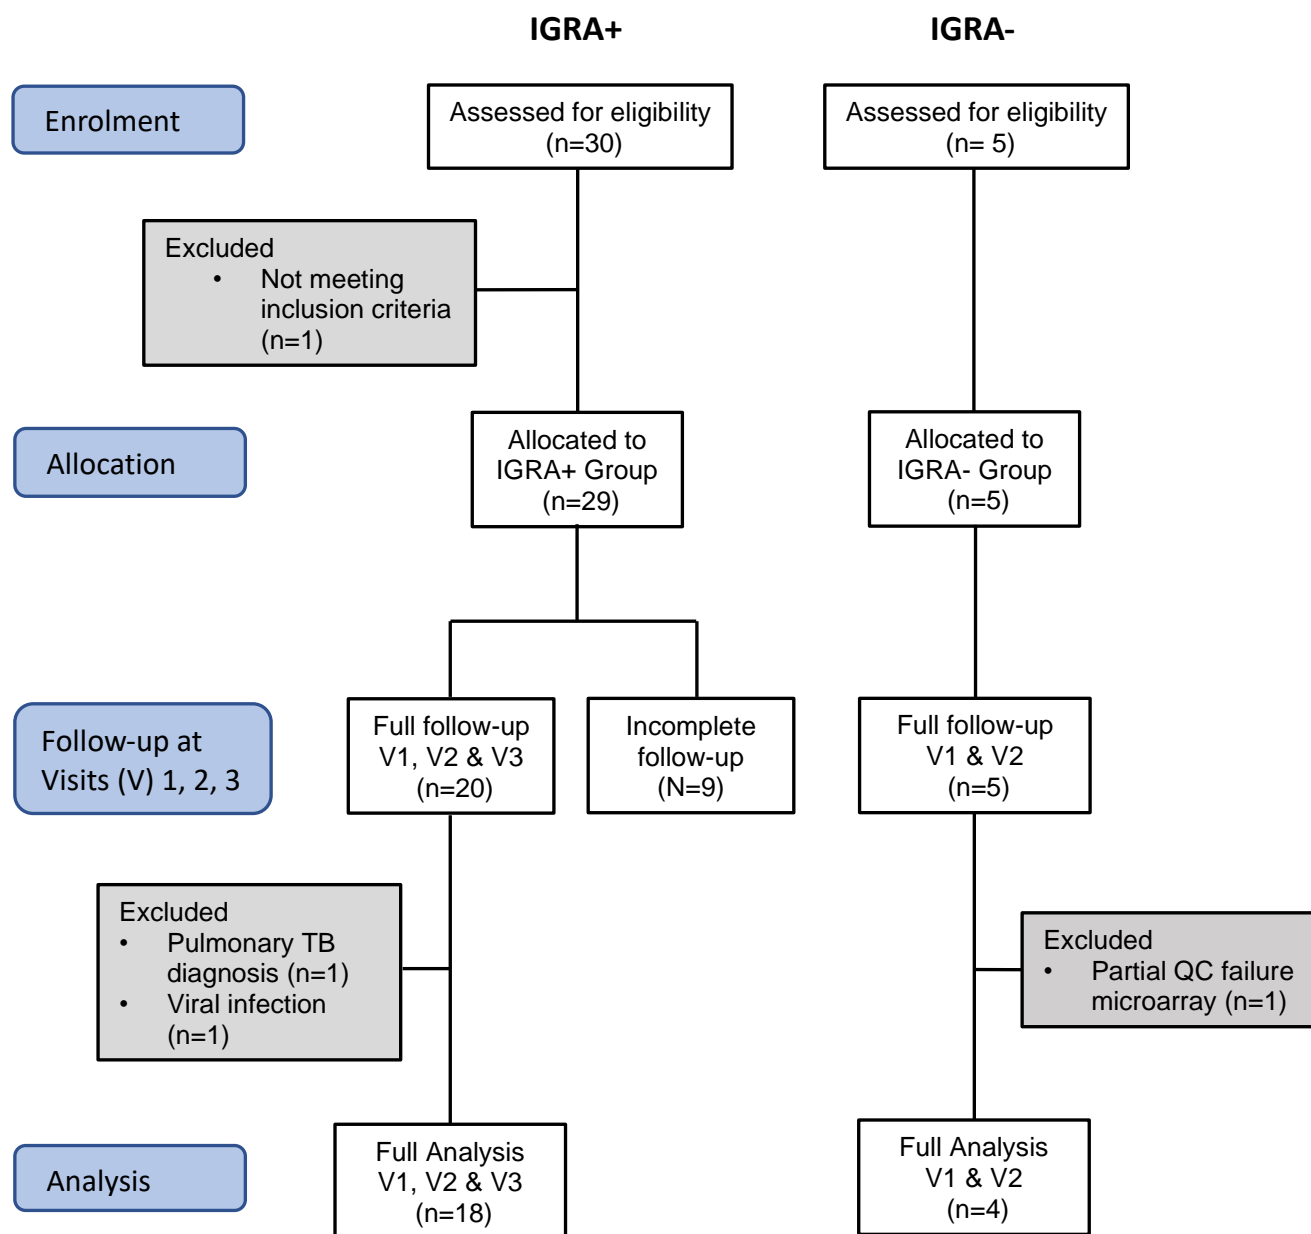 IGRA+
IGRA-
Enrolment
Assessed for eligibility
(n=30)
Assessed for eligibility
(n= 5)
Excluded
• Not meeting
inclusion criteria
(n=1)
Allocation
Allocated to
IGRA+ Group
(n=29)
Allocated to
IGRA- Group
(n=5)
Follow-up at
Visits (V) 1, 2, 3
Full follow-up
V1, V2 & V3
(n=20)
Incomplete
follow-up
(N=9)
Full follow-up
V1 & V2
(n=5)
Excluded
• Pulmonary TB
diagnosis (n=1)
• Viral infection
(n=1)
Excluded
• Partial QC failure
microarray (n=1)
Analysis
Full Analysis
V1, V2 & V3
(n=18)
Full Analysis
V1 & V2
(n=4)